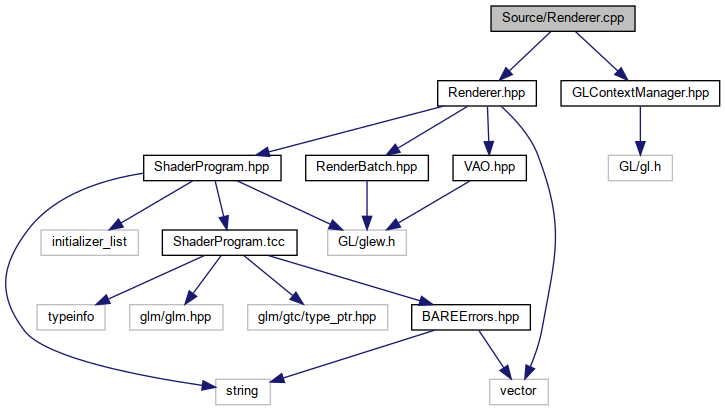 Source/Renderer.cpp
Renderer.hpp
GLContextManager.hpp
ShaderProgram.hpp
RenderBatch.hpp
VAO.hpp
GL/gl.h
initializer_list
ShaderProgram.tcc
GL/glew.h
typeinfo
glm/glm.hpp
glm/gtc/type_ptr.hpp
BAREErrors.hpp
string
vector